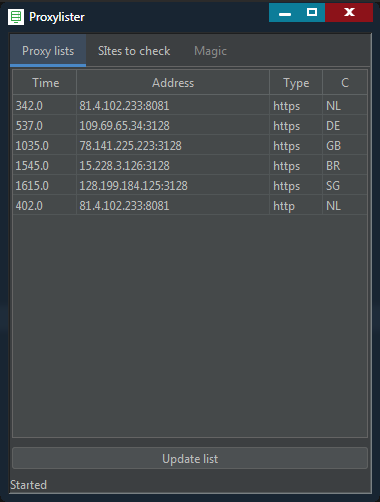 Proxylister
Proxy lists SItes to check Magic
Time Address Type C
342.0 81.4.102.233:8081 https NL
537.0 109.69.65.34:3128 https DE
1035.0 78.141.225.223:3128 https GB
1545.0 15.228.3.126:3128 https BR
1615.0 128.199.184.125:3128 https SG
402.0 81.4.102.233:8081 http NL
Update list
Started